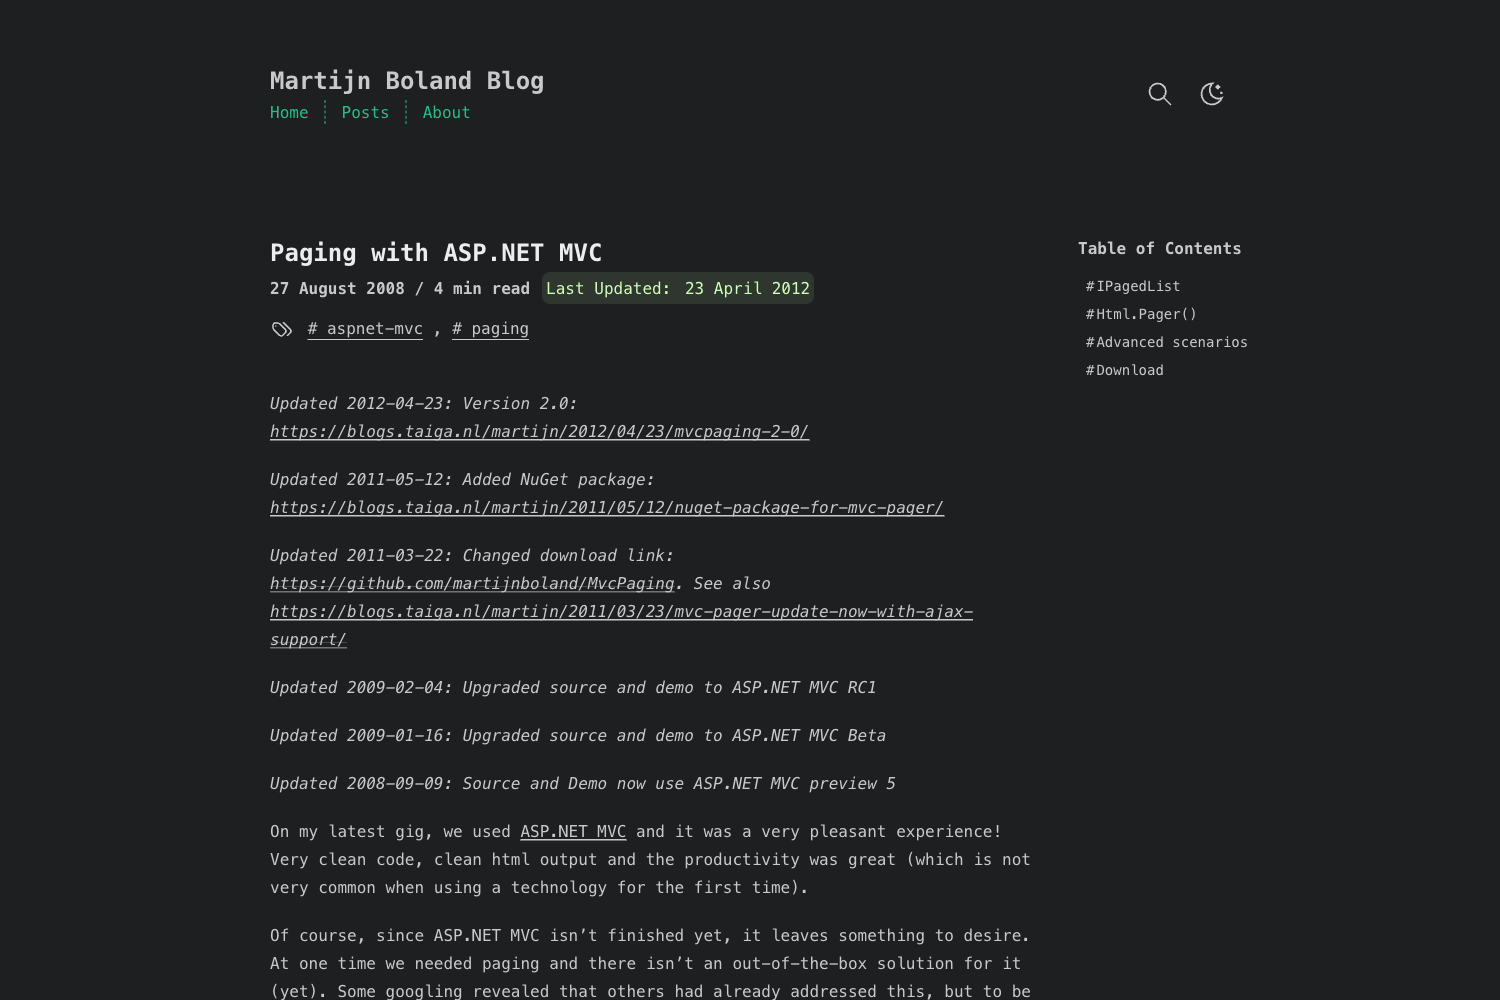 Martijn Boland Blog
Home Posts About
Paging with ASP.NET MVC
27 August 2008 / 4 min read Last Updated: 23 April 2012
# aspnet-mvc , # paging
Updated 2012-04-23: Version 2.0:
https://blogs.taiga.nl/martijn/2012/04/23/mvcpaging-2-0/
Updated 2011-05-12: Added NuGet package:
https://blogs.taiga.nl/martijn/2011/05/12/nuget-package-for-mvc-pager/
Updated 2011-03-22: Changed download link:
https://github.com/martijnboland/MvcPaging. See also
https://blogs.taiga.nl/martijn/2011/03/23/mvc-pager-update-now-with-ajax-
support/
Updated 2009-02-04: Upgraded source and demo to ASP.NET MVC RC1
Updated 2009-01-16: Upgraded source and demo to ASP.NET MVC Beta
Updated 2008-09-09: Source and Demo now use ASP.NET MVC preview 5
On my latest gig, we used ASP.NET MVC and it was a very pleasant experience!
Very clean code, clean html output and the productivity was great (which is not
very common when using a technology for the first time).
Of course, since ASP.NET MVC isn’t finished yet, it leaves something to desire.
At one time we needed paging and there isn’t an out-of-the-box solution for it
(yet). Some googling revealed that others had already addressed this, but to be
Table of Contents
#IPagedList
#Html.Pager()
#Advanced scenarios
#Download